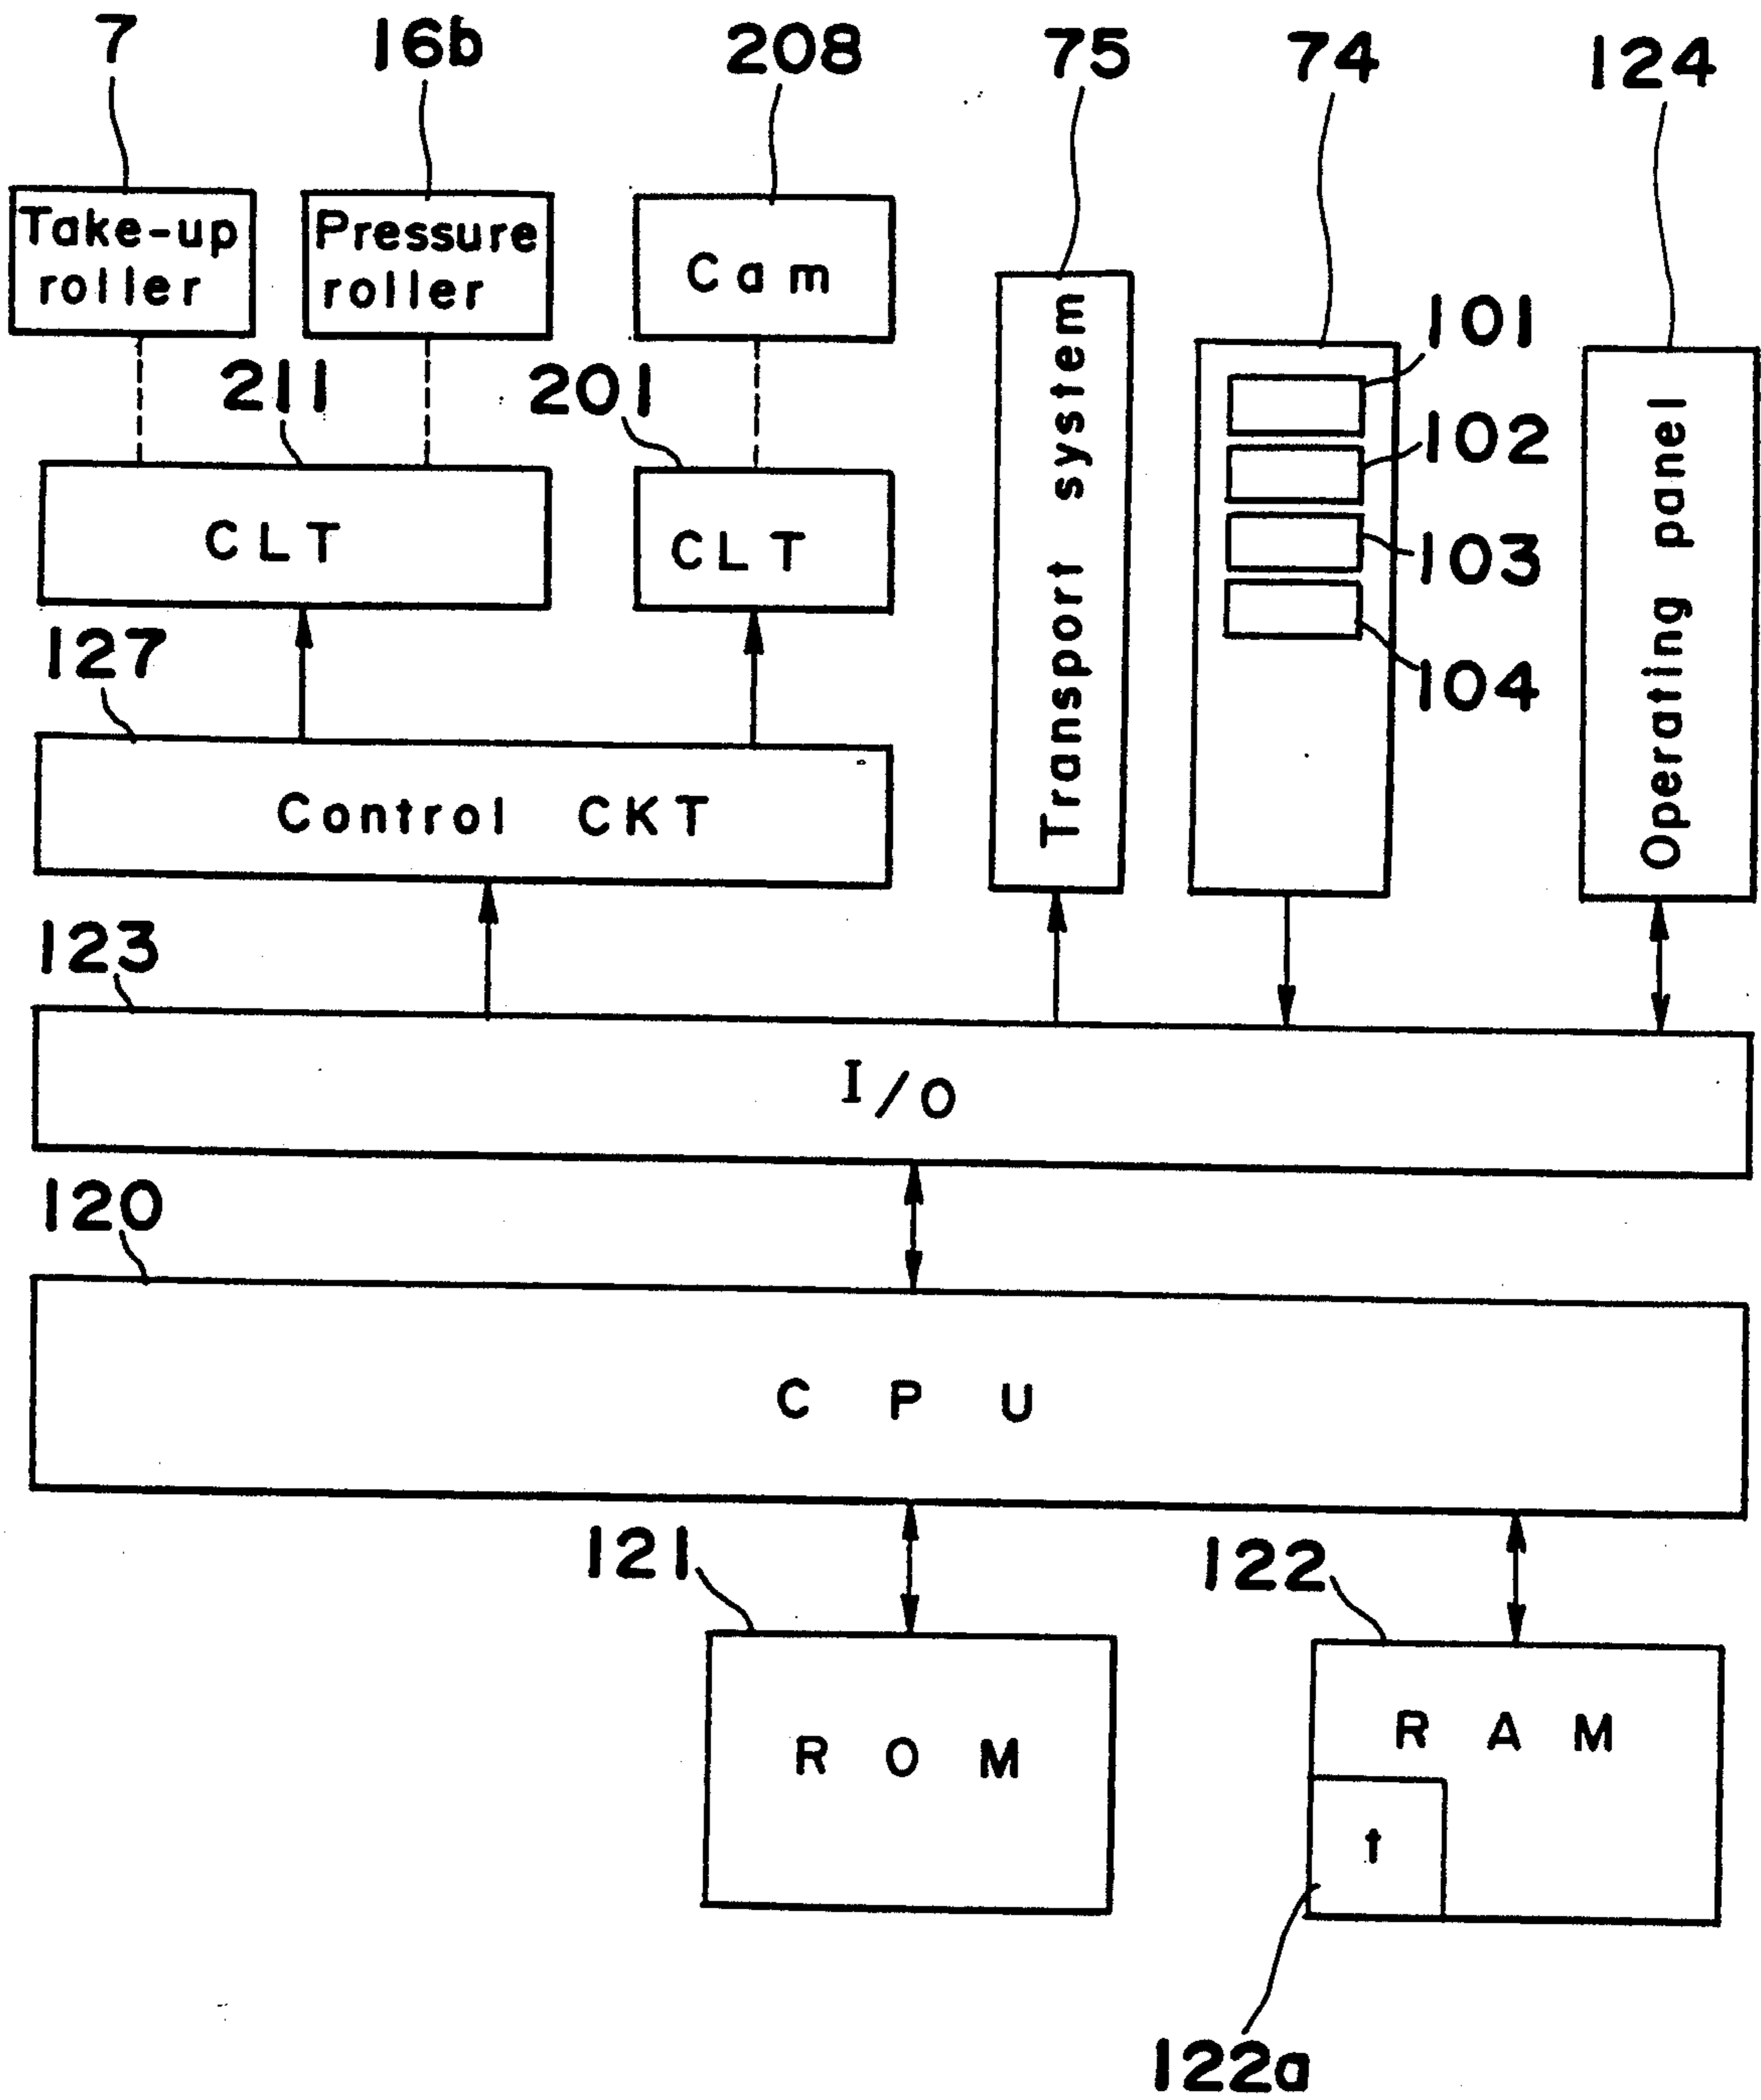 7
16b
208
75
74
124
Take-up
roller
Pressure
roller
Cam
101
211
201
102
Transport system
Operating panel
CLT
CLT
103
127
104
Control CKT
123
I/O
120
CPU
121
122
ROM
RAM
t
122a